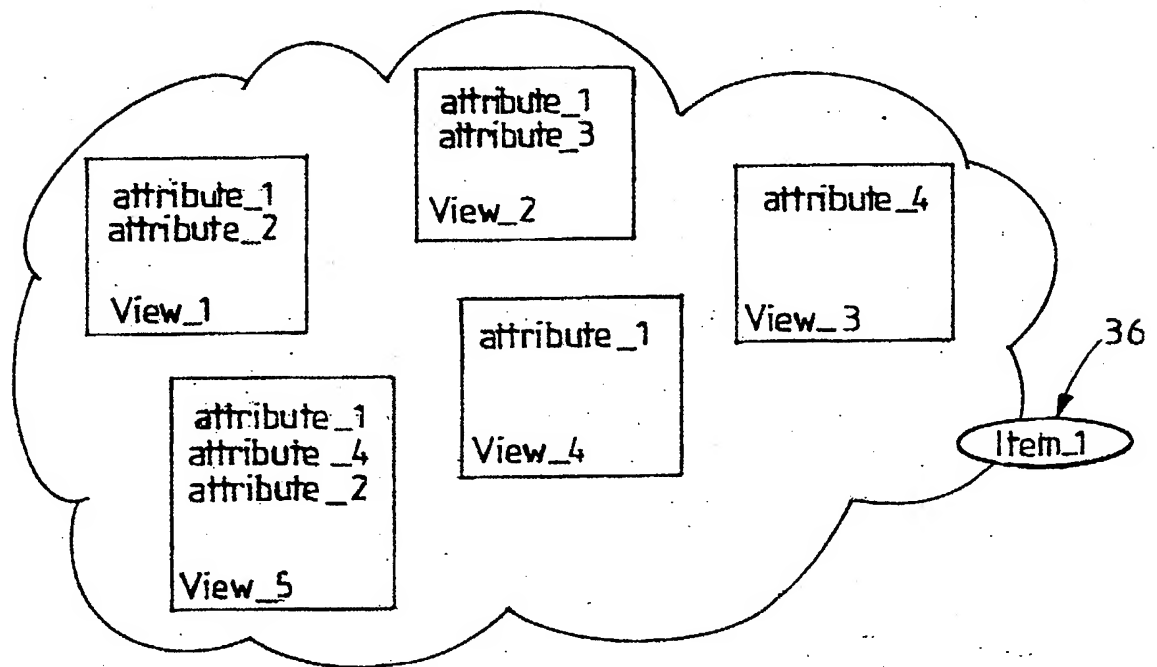 attribute_1
attribute_3
View_2
attribute_1
attribute_2
View_1
attribute_4
View_3
attribute_1
View_4
attribute_1
attribute_4
attribute_2
View_5
36
Item_1